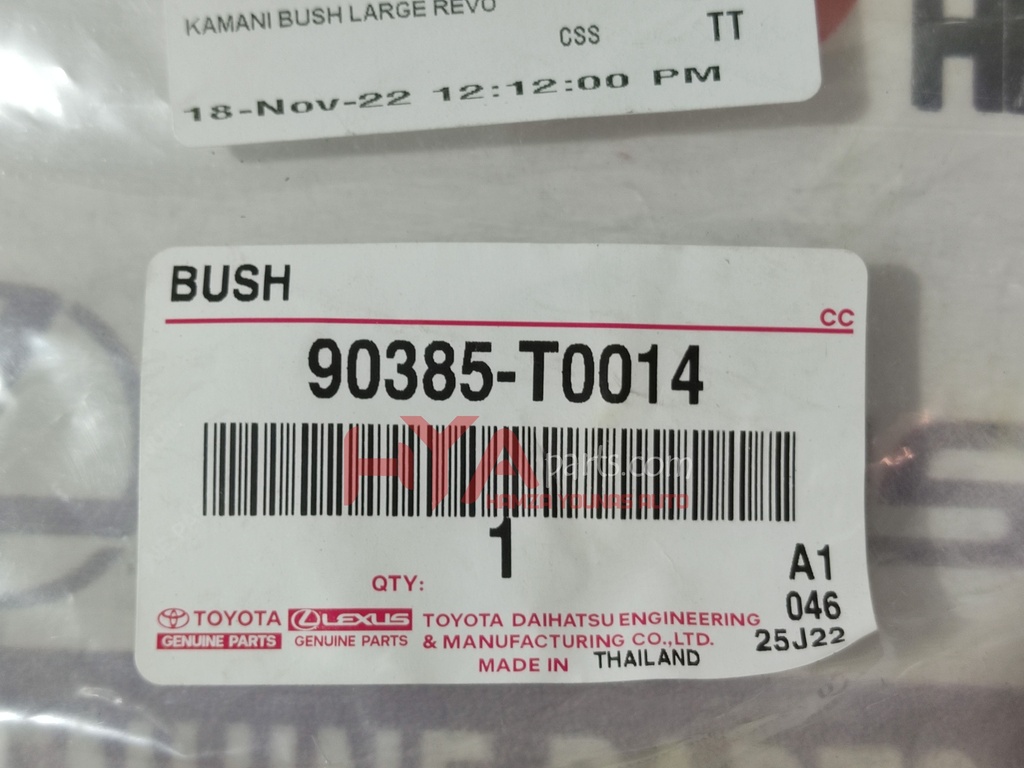 KAMANI BUSH LARGE REVO
CSS TT
18-Nov-22 12:12:00 PM
BUSH
CC
90385-T0014
HYAparts.com
1
QTY:
A1
046
25J22
TOYOTA
GENUINE PARTS
LEXUS
GENUINE PARTS
TOYOTA DAIHATSU ENGINEERING
& MANUFACTURING CO.,LTD.
MADE IN THAILAND